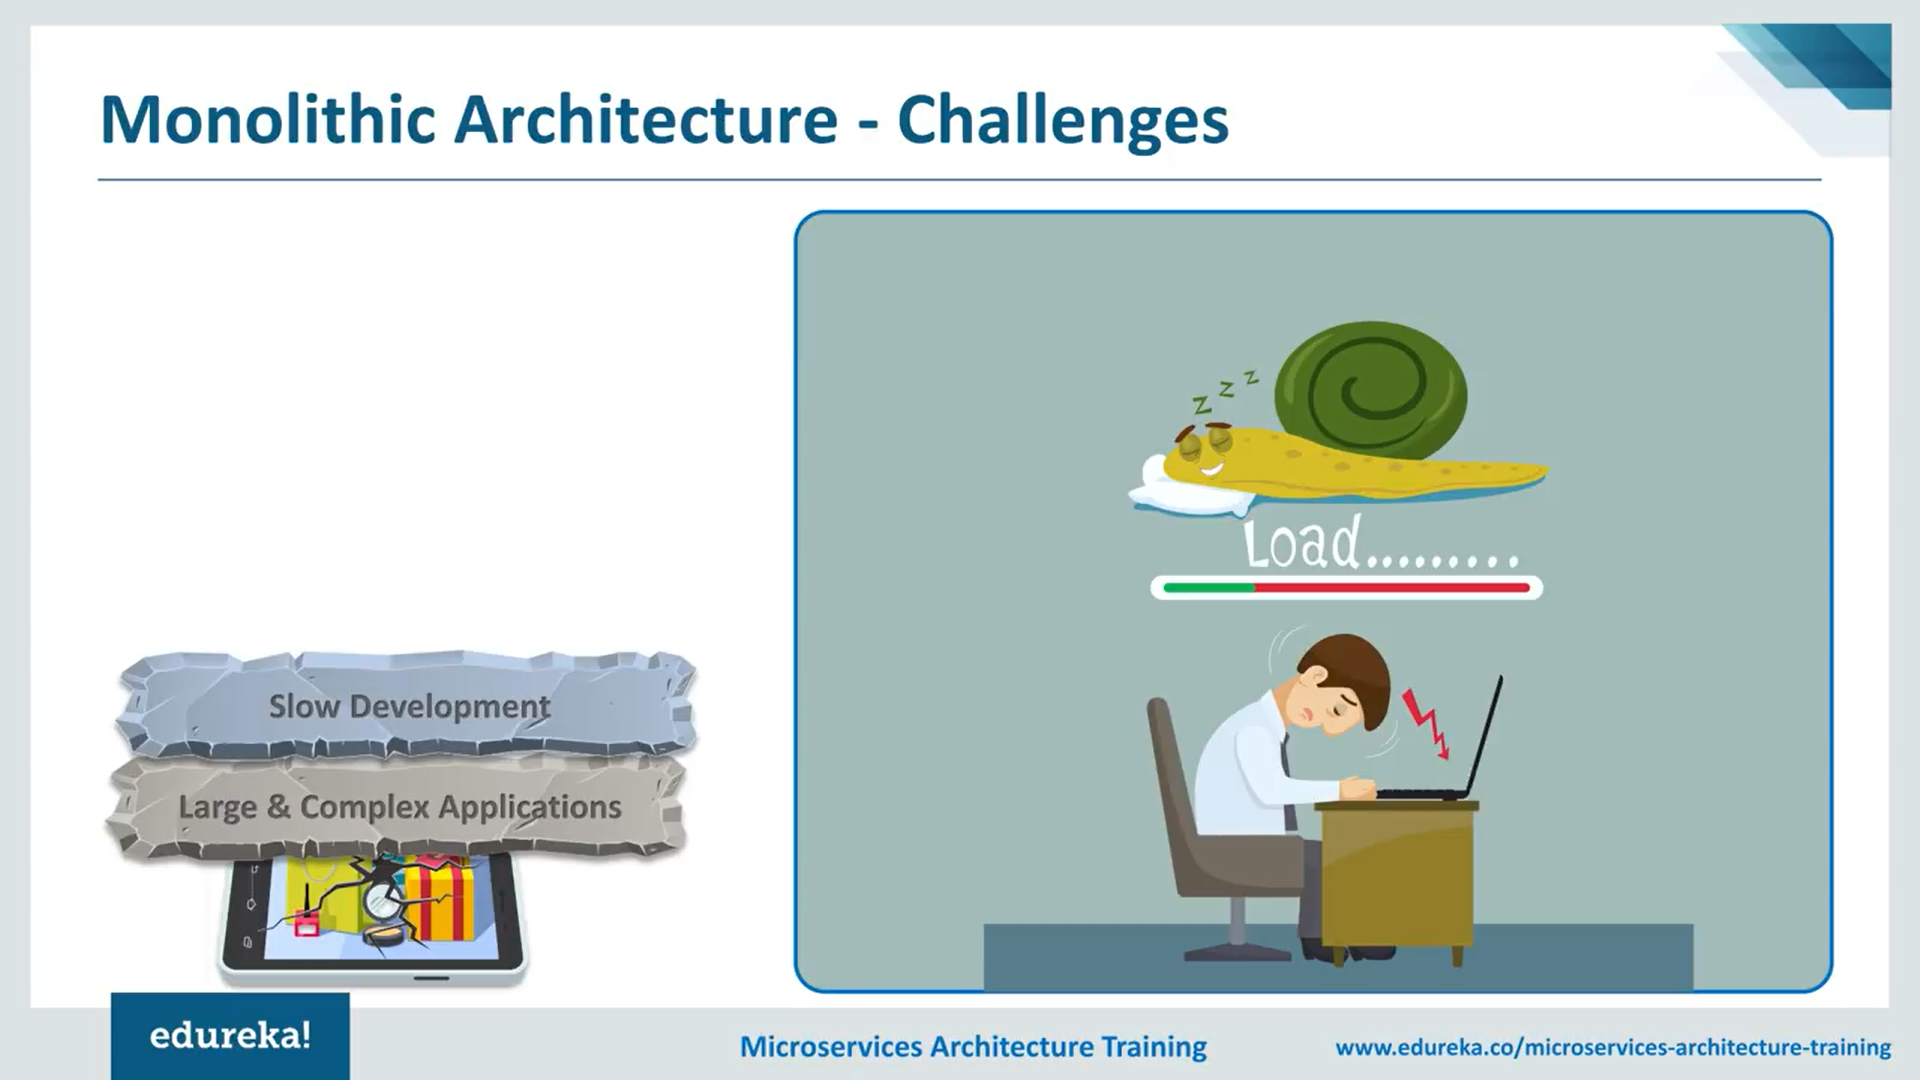 Monolithic Architecture - Challenges
z z z
Load.........
Slow Development
Large & Complex Applications
edureka!
Microservices Architecture Training
www.edureka.co/microservices-architecture-training